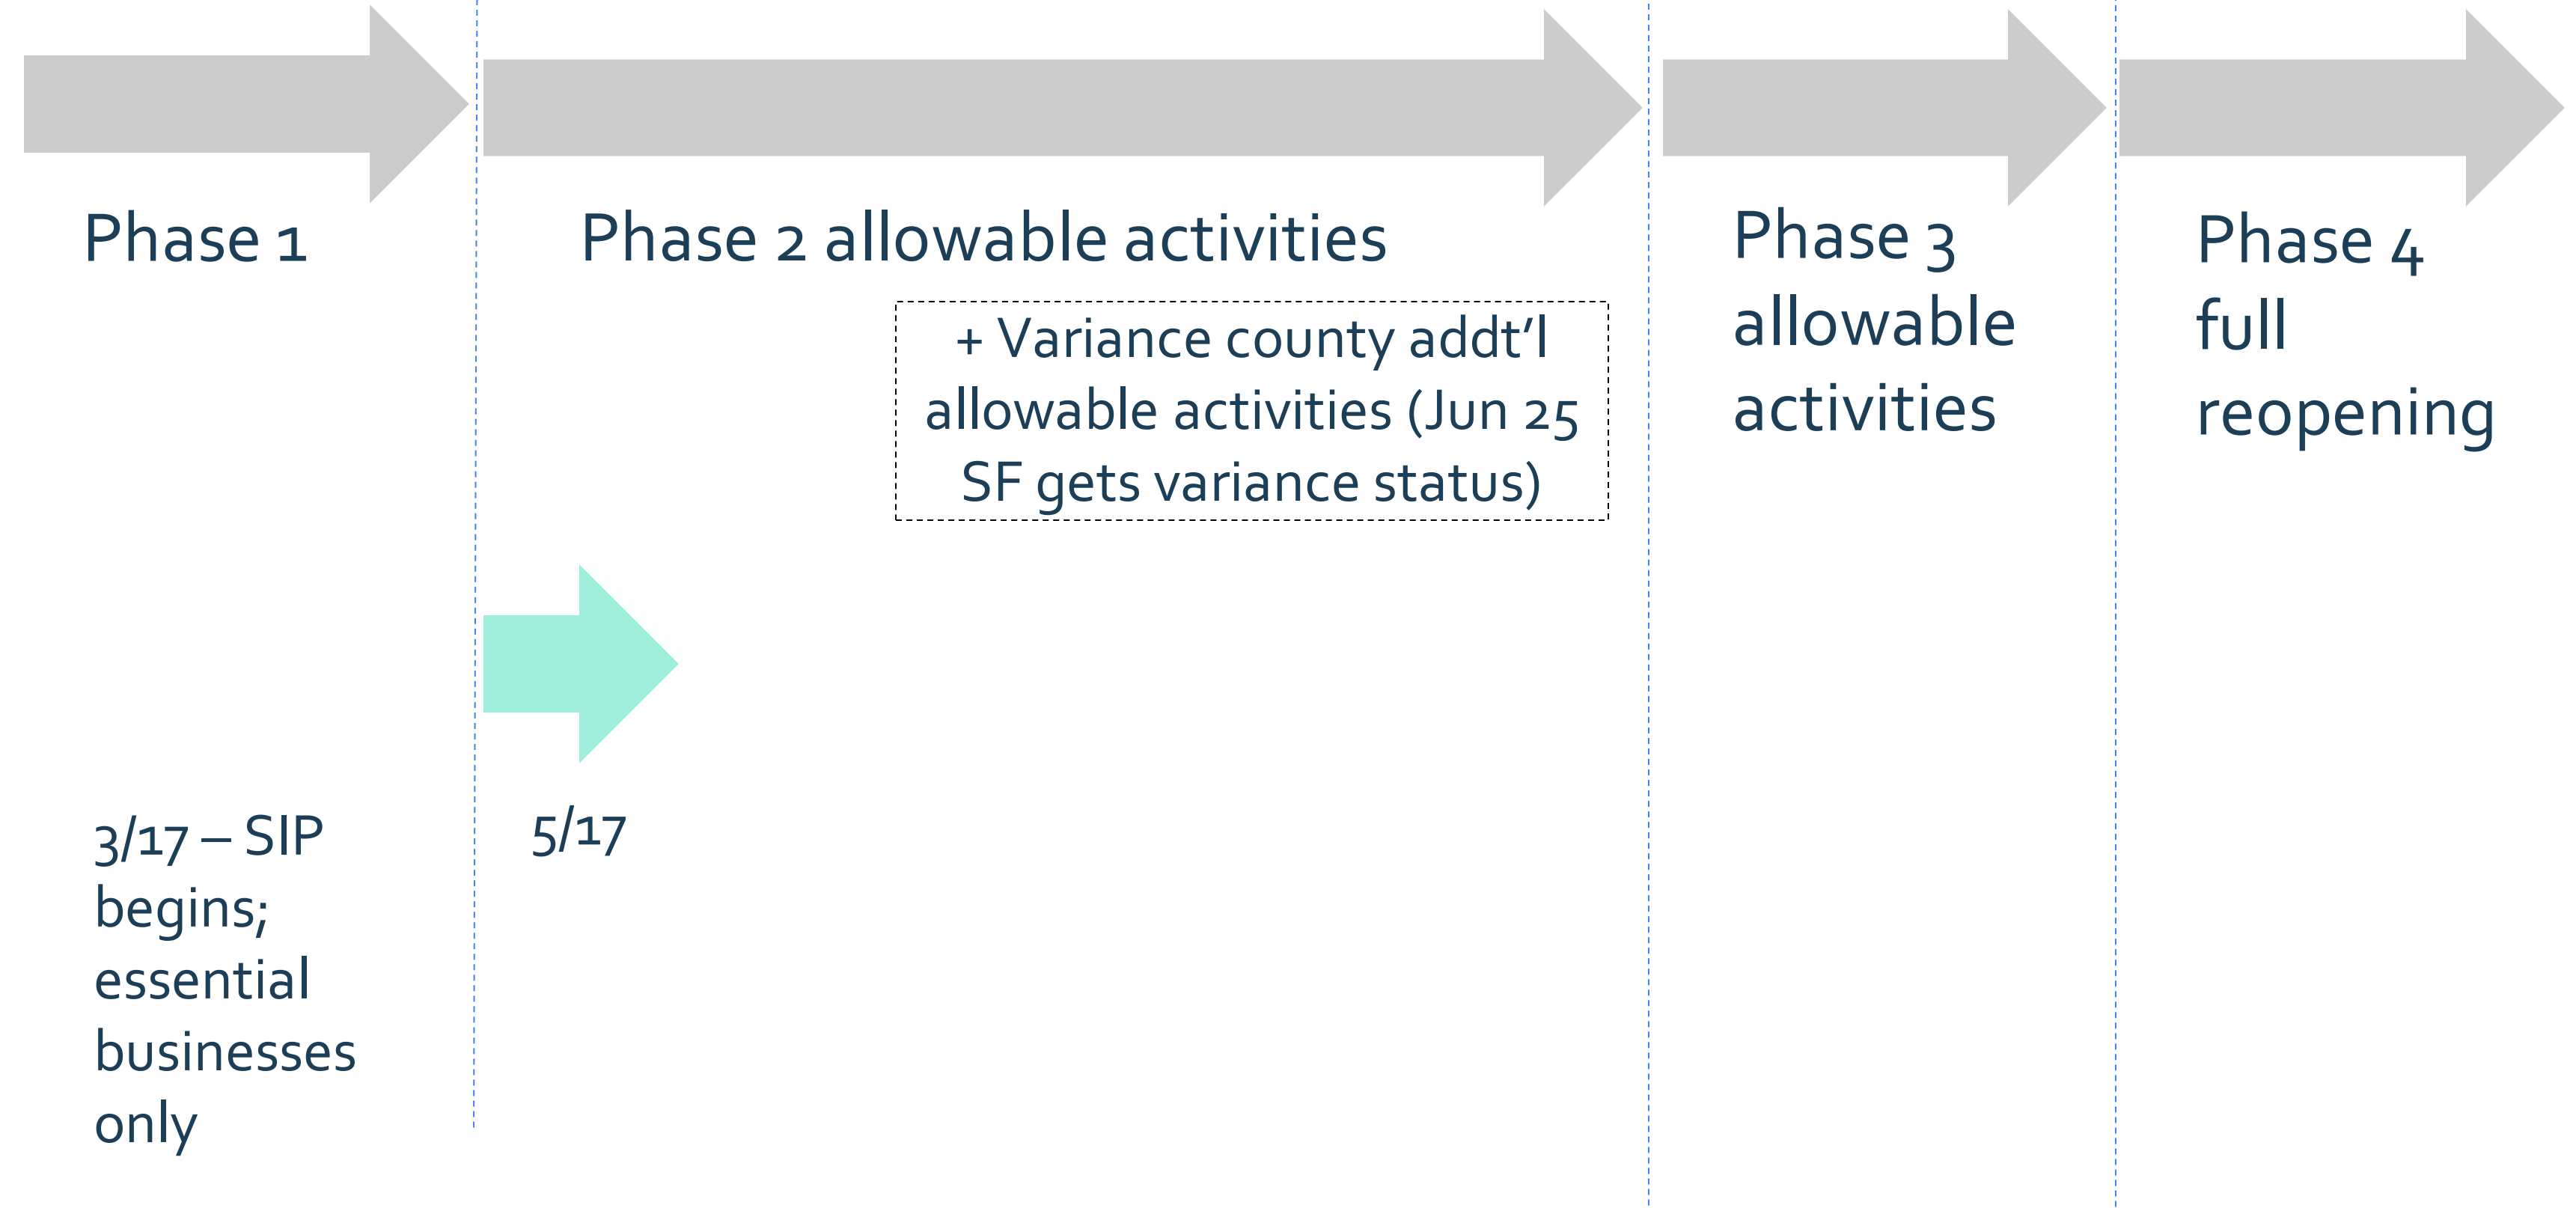 Phase 1
Phase 2 allowable activities
+ Variance county addt'l
allowable activities (Jun 25
SF gets variance status)
Phase 3
allowable
activities
Phase 4
full
reopening
3/17 – SIP
begins;
essential
businesses
only
5/17